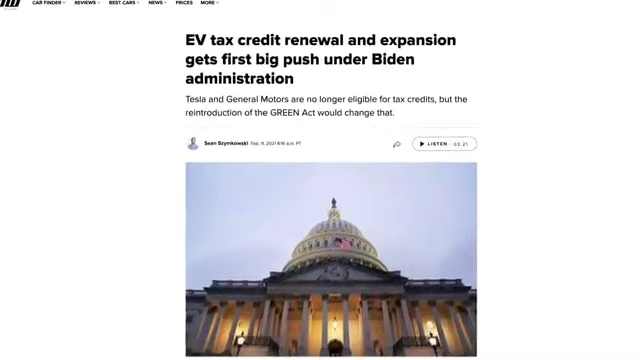 CAR FINDER REVIEWS BEST CARS NEWS PRICES MORE
EV tax credit renewal and expansion
gets first big push under Biden
administration
Tesla and General Motors are no longer eligible for tax credits, but the
reintroduction of the GREEN Act would change that.
Sean Szymkowski Feb. 11, 2021 8:16 a.m. PT
LISTEN - 03:21